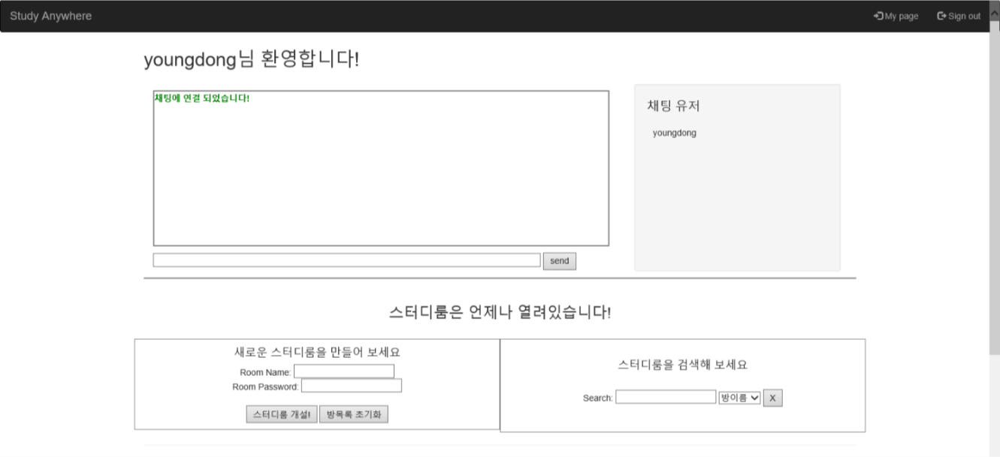 Study Anywhere
My page
Sign out
youngdong님 환영합니다!
채팅에 연결 되었습니다!
채팅 유저
youngdong
send
스터디룸은 언제나 열려있습니다!
새로운 스터디룸을 만들어 보세요
Room Name:
Room Password:
스터디룸 개설! 방목록 초기화
스터디룸을 검색해 보세요
Search: 방이름 X